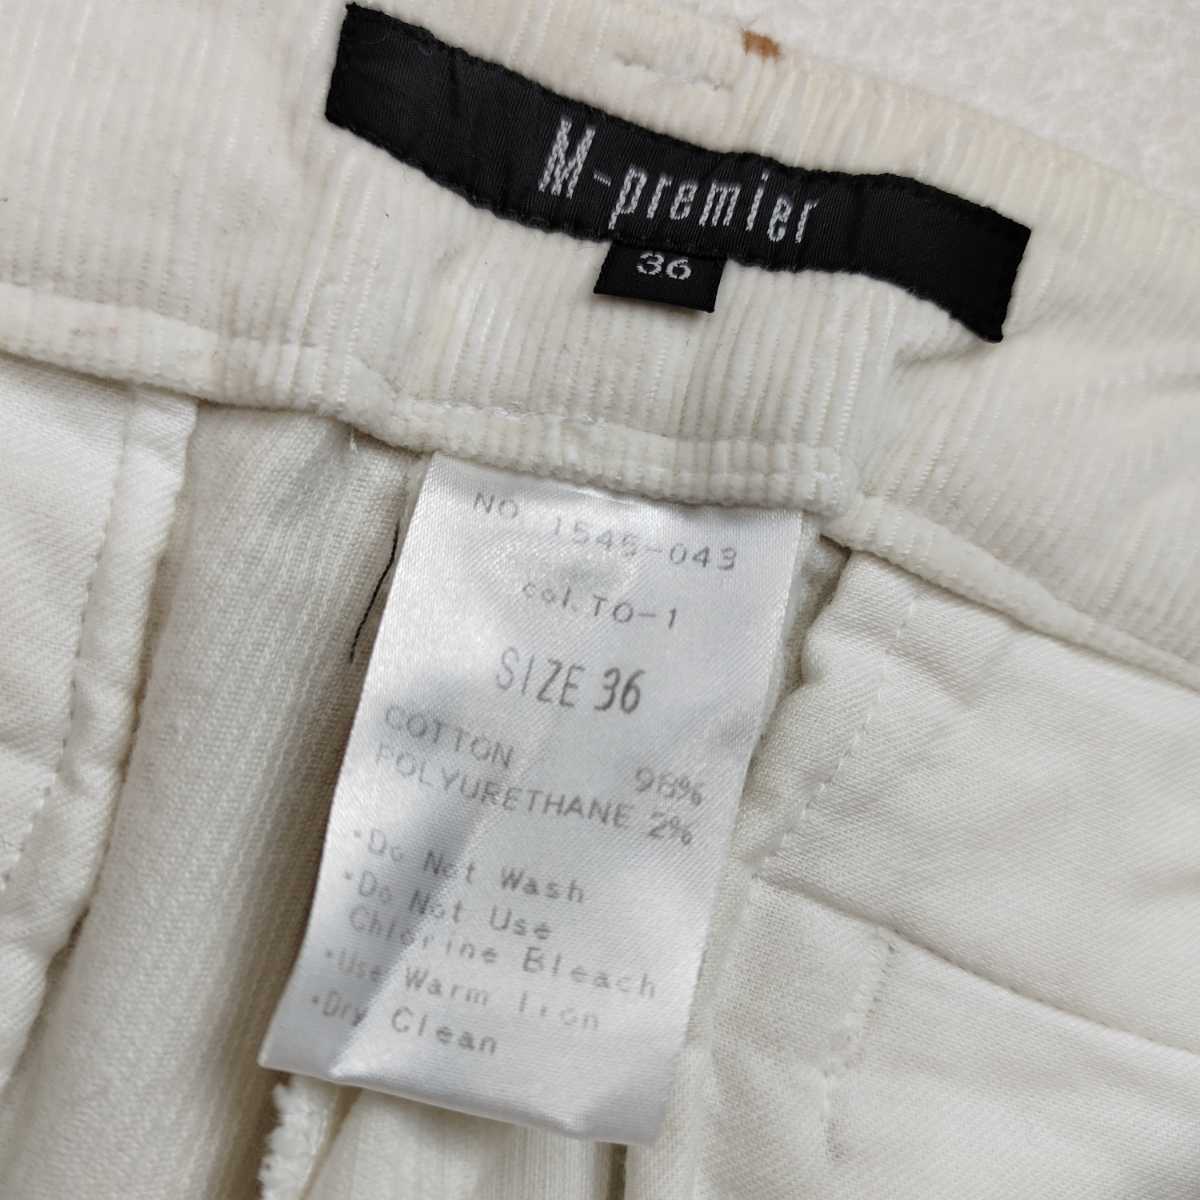 M-premier
36
NO. 1545-043
col. TO-1
SIZE 36
COTTON 98%
POLYURETHANE 2%
·Do Not Wash
·Do Not Use
Chlorine Bleach
·Use Warm Iron
·Dry Clean